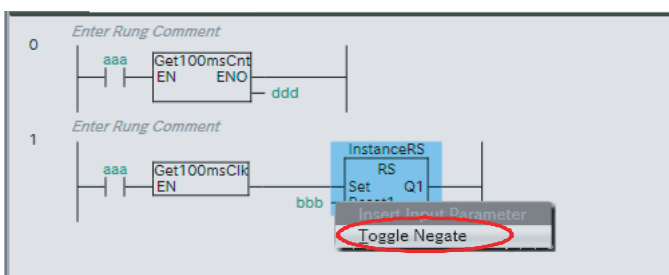 Enter Rung Comment
0
aaa
Get100msCnt
EN ENO
ddd
Enter Rung Comment
1
InstanceRS
aaa
Get100msClk
RS
EN
Set Q1
bbb
Insert Input Parameter
Toggle Negate